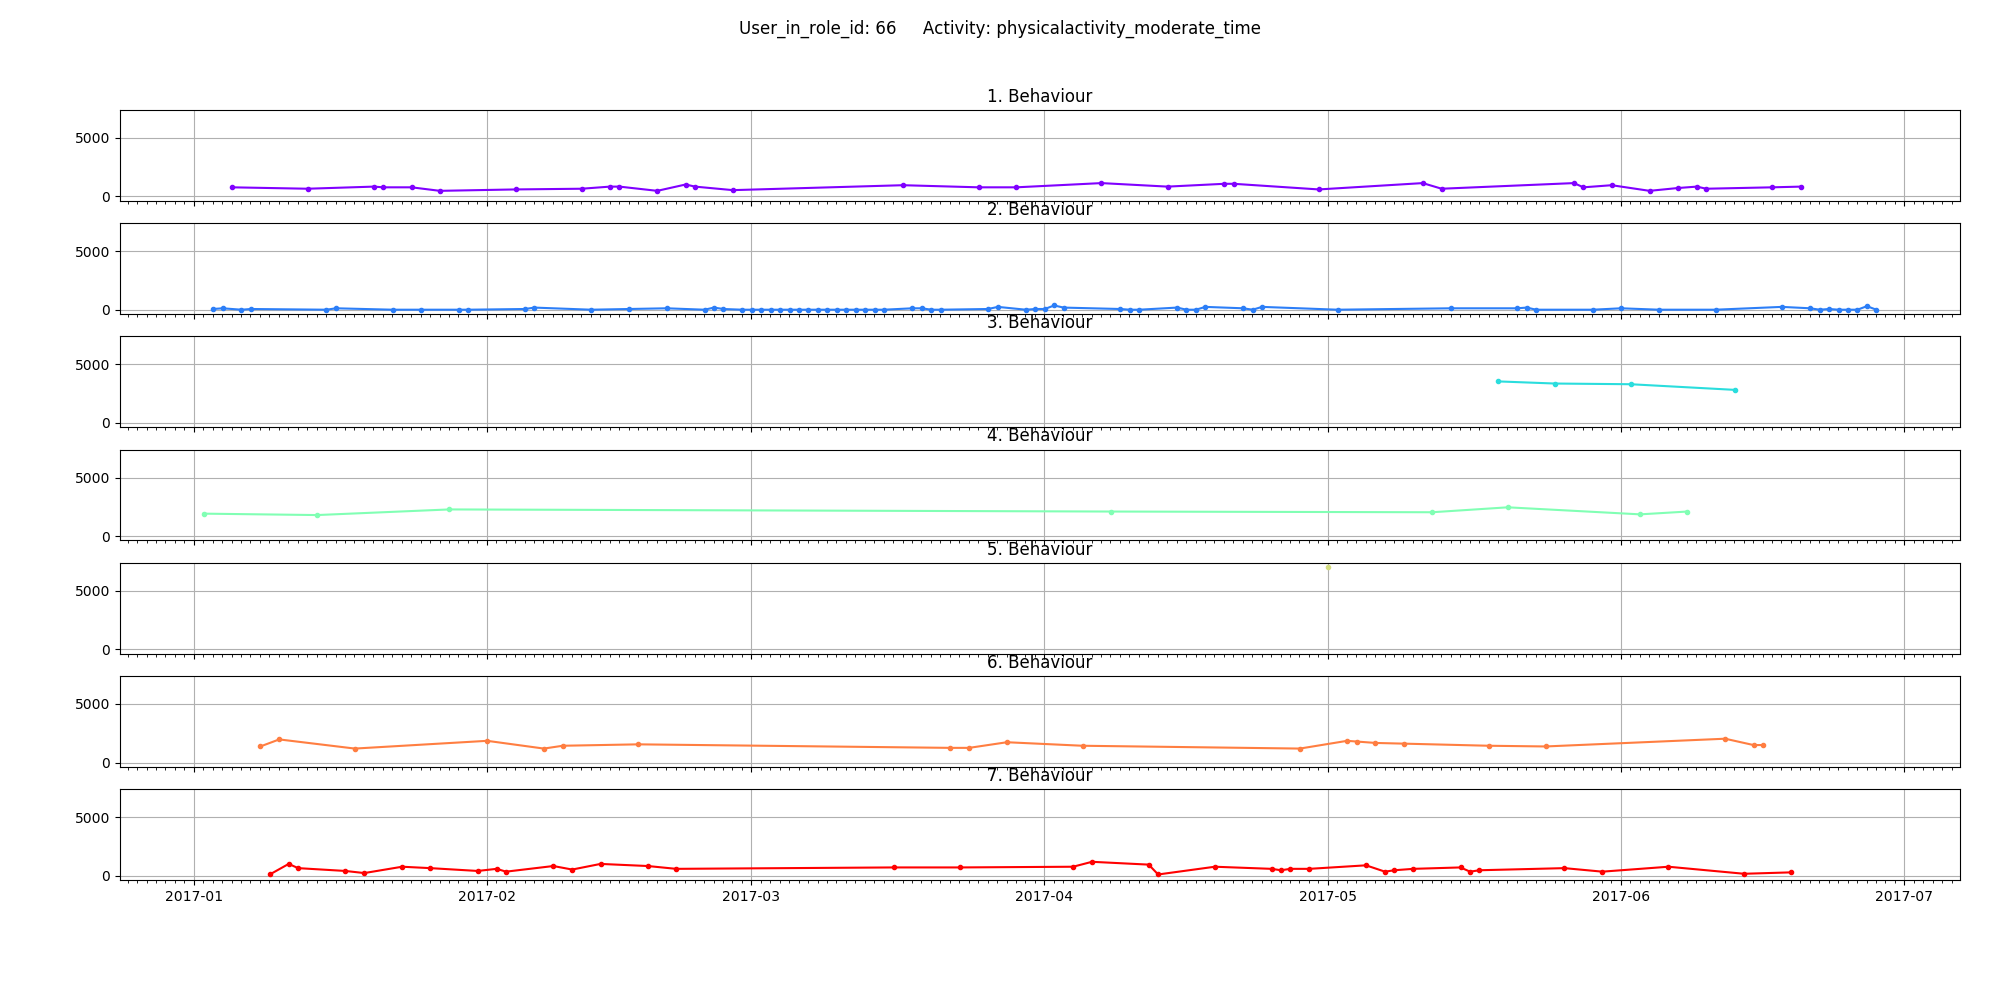 User_in_role_id: 66     Activity: physicalactivity_moderate_time
1. Behaviour
5000
0
2. Behaviour
5000
0
3. Behaviour
5000
0
4. Behaviour
5000
0
5. Behaviour
5000
0
6. Behaviour
5000
0
7. Behaviour
5000
0
2017-01 2017-02 2017-03 2017-04 2017-05 2017-06 2017-07